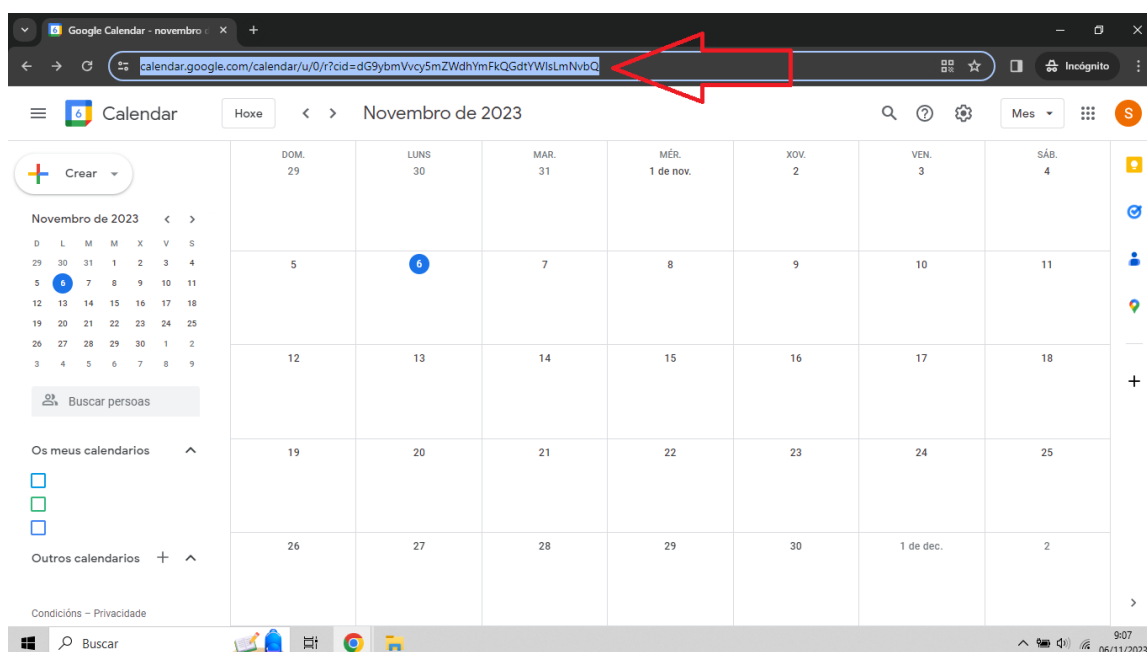 Google Calendar - novembro d
calendar.google.com/calendar/u/0/r?cid=dG9ybmVvcy5mZWdhYmFkQGdtYWlsLmNvbQ
Incógnito
6 Calendar Hoxe Novembro de 2023 Mes S
Crear
Novembro de 2023
D L M M X V S
29 30 31 1 2 3 4
5 6 7 8 9 10 11
12 13 14 15 16 17 18
19 20 21 22 23 24 25
26 27 28 29 30 1 2
3 4 5 6 7 8 9
Buscar persoas
Os meus calendarios
Outros calendarios
Condicións – Privacidade
DOM. LUNS MAR. MÉR. XOV. VEN. SÁB.
29 30 31 1 de nov. 2 3 4
5 6 7 8 9 10 11
12 13 14 15 16 17 18
19 20 21 22 23 24 25
26 27 28 29 30 1 de dec. 2
Buscar
9:07
06/11/2023